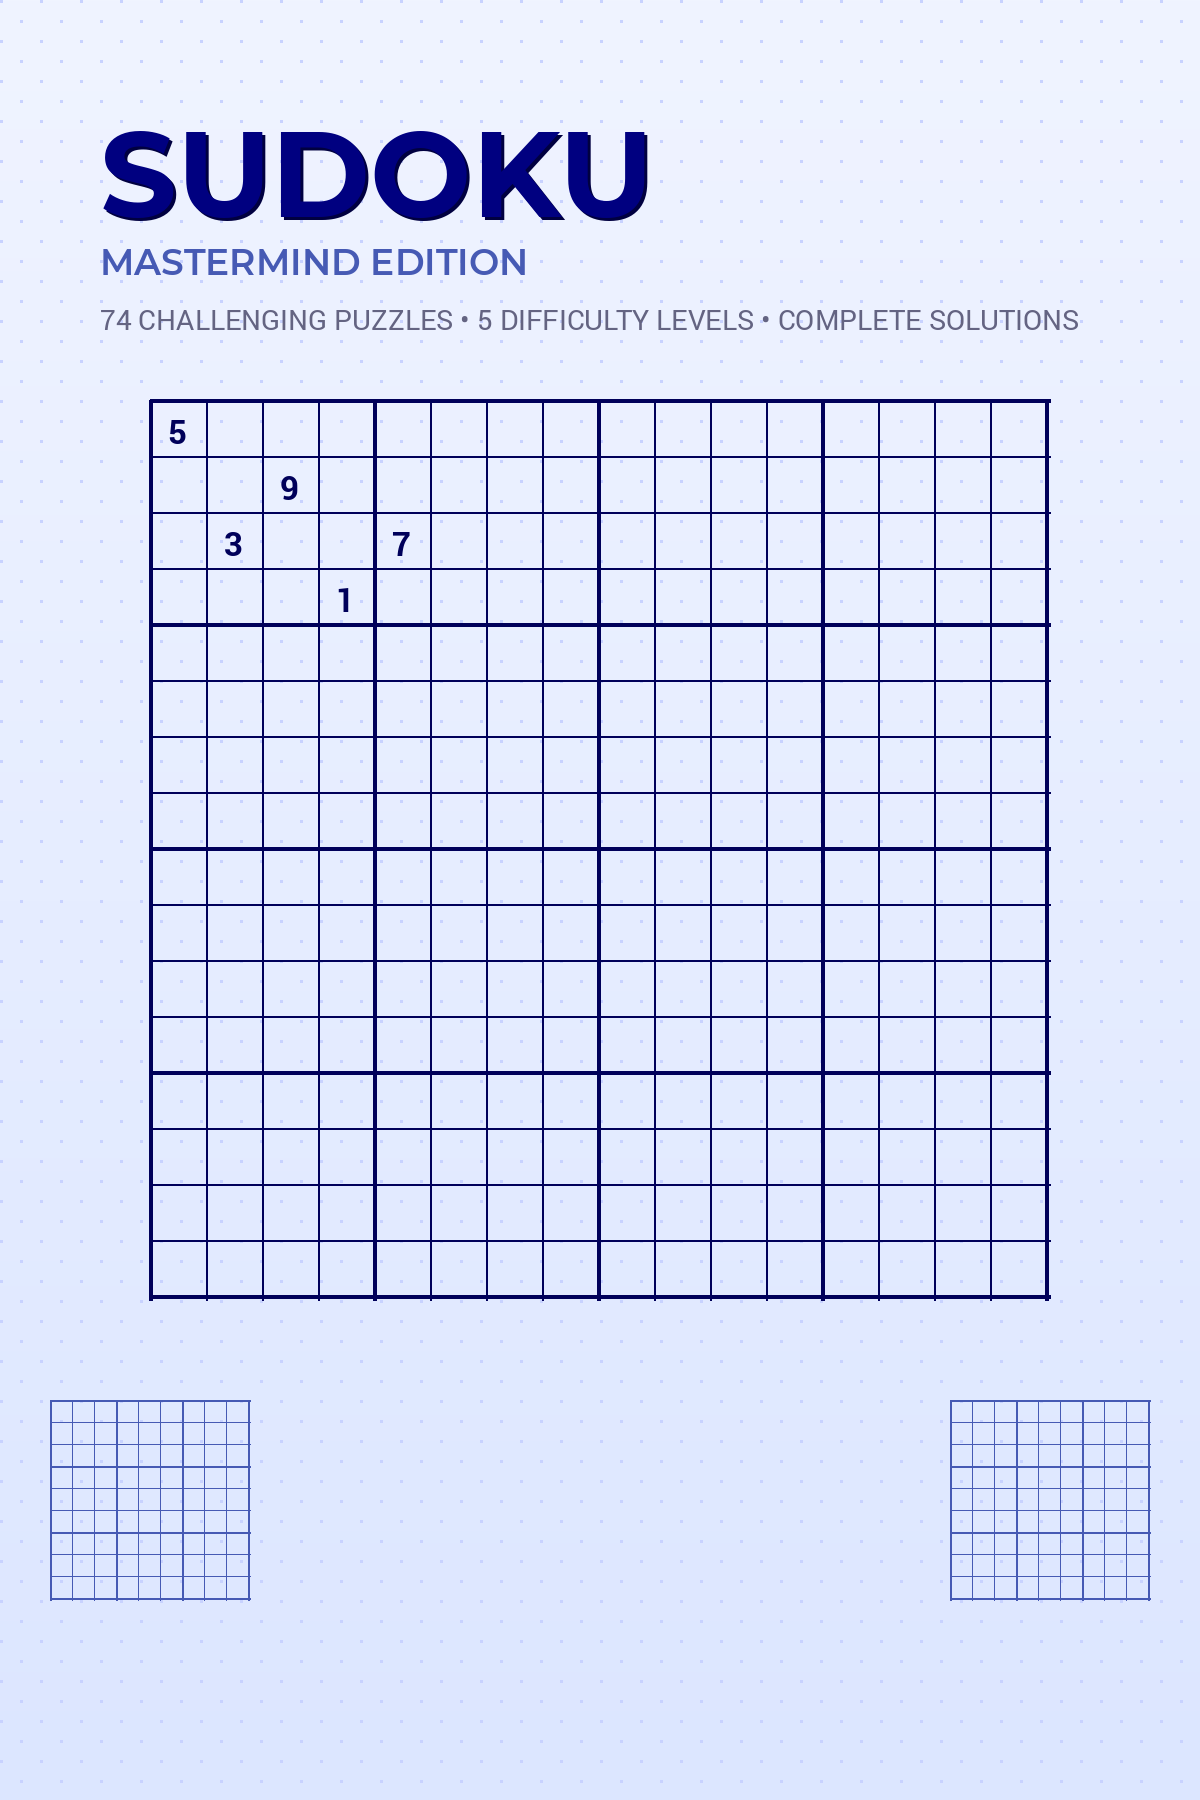 SUDOKU
MASTERMIND EDITION
74 CHALLENGING PUZZLES • 5 DIFFICULTY LEVELS • COMPLETE SOLUTIONS
5
9
3 7
1